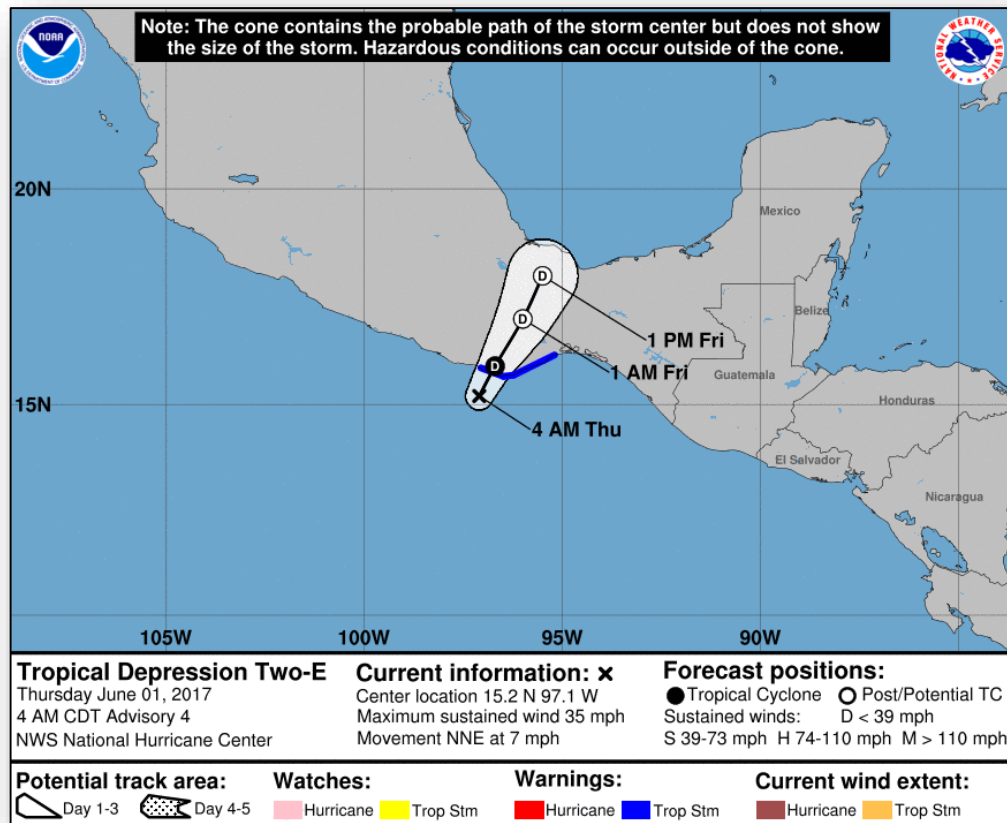 Note: The cone contains the probable path of the storm center but does not show
the size of the storm. Hazardous conditions can occur outside of the cone.
NOAA
NATIONAL WEATHER SERVICE
20N
Mexico
Belize
D
1 PM Fri
D
1 AM Fri
D
Guatemala
15N
Honduras
4 AM Thu
El Salvador
Nicaragua
105W 100W 95W 90W
Tropical Depression Two-E
Thursday June 01, 2017
4 AM CDT Advisory 4
NWS National Hurricane Center
Current information: ×
Center location 15.2 N 97.1 W
Maximum sustained wind 35 mph
Movement NNE at 7 mph
Forecast positions:
Tropical Cyclone Post/Potential TC
Sustained winds: D < 39 mph
S 39-73 mph H 74-110 mph M > 110 mph
Potential track area:
Day 1-3 Day 4-5
Watches:
Hurricane Trop Stm
Warnings:
Hurricane Trop Stm
Current wind extent:
Hurricane Trop Stm